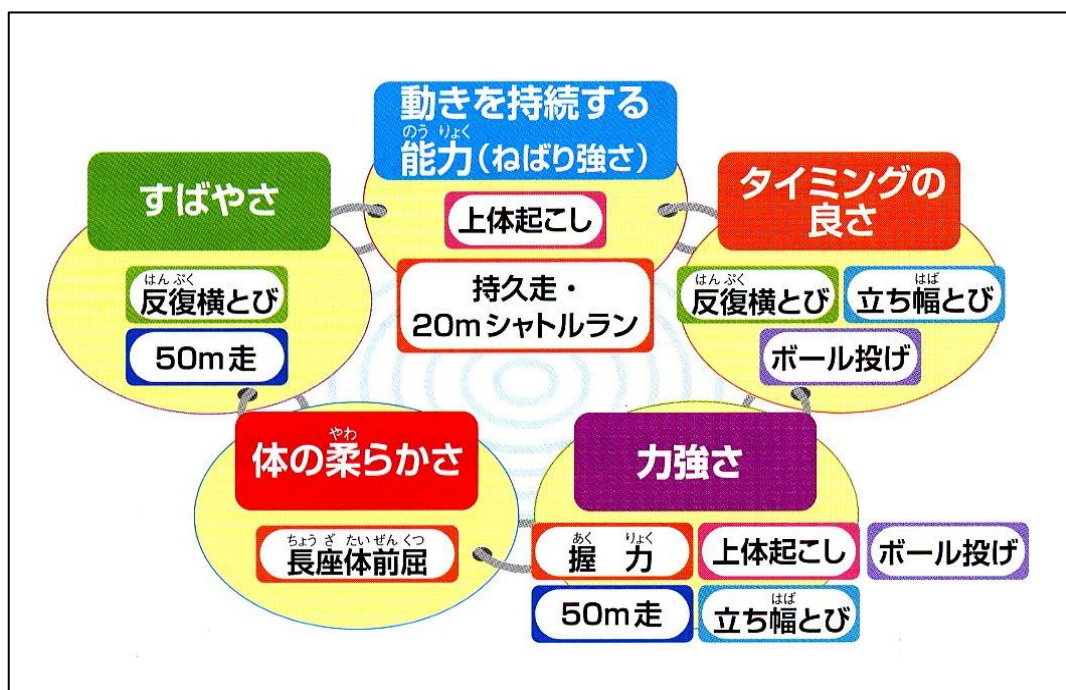 動きを持続する
のう りょく
能力(ねばり強さ)
上体起こし
持久走・
20mシャトルラン
すばやさ
はん ぷく
反復横とび
50m走
タイミングの
良さ
はん ぷく
反復横とび
はば
立ち幅とび
ボール投げ
やわ
体の柔らかさ
ちょう ざ たい ぜん くつ
長座体前屈
力強さ
あく りょく
握 力
上体起こし
ボール投げ
50m走
はば
立ち幅とび